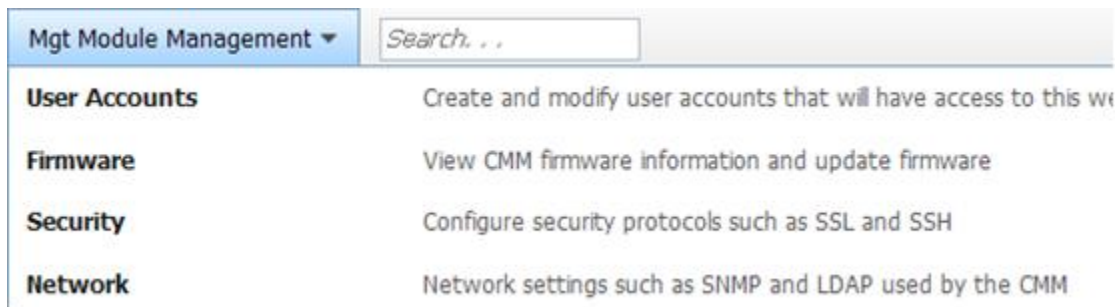 Mgt Module Management
Search. . .
User Accounts Create and modify user accounts that will have access to this
Firmware View CMM firmware information and update firmware
Security Configure security protocols such as SSL and SSH
Network Network settings such as SNMP and LDAP used by the CMM